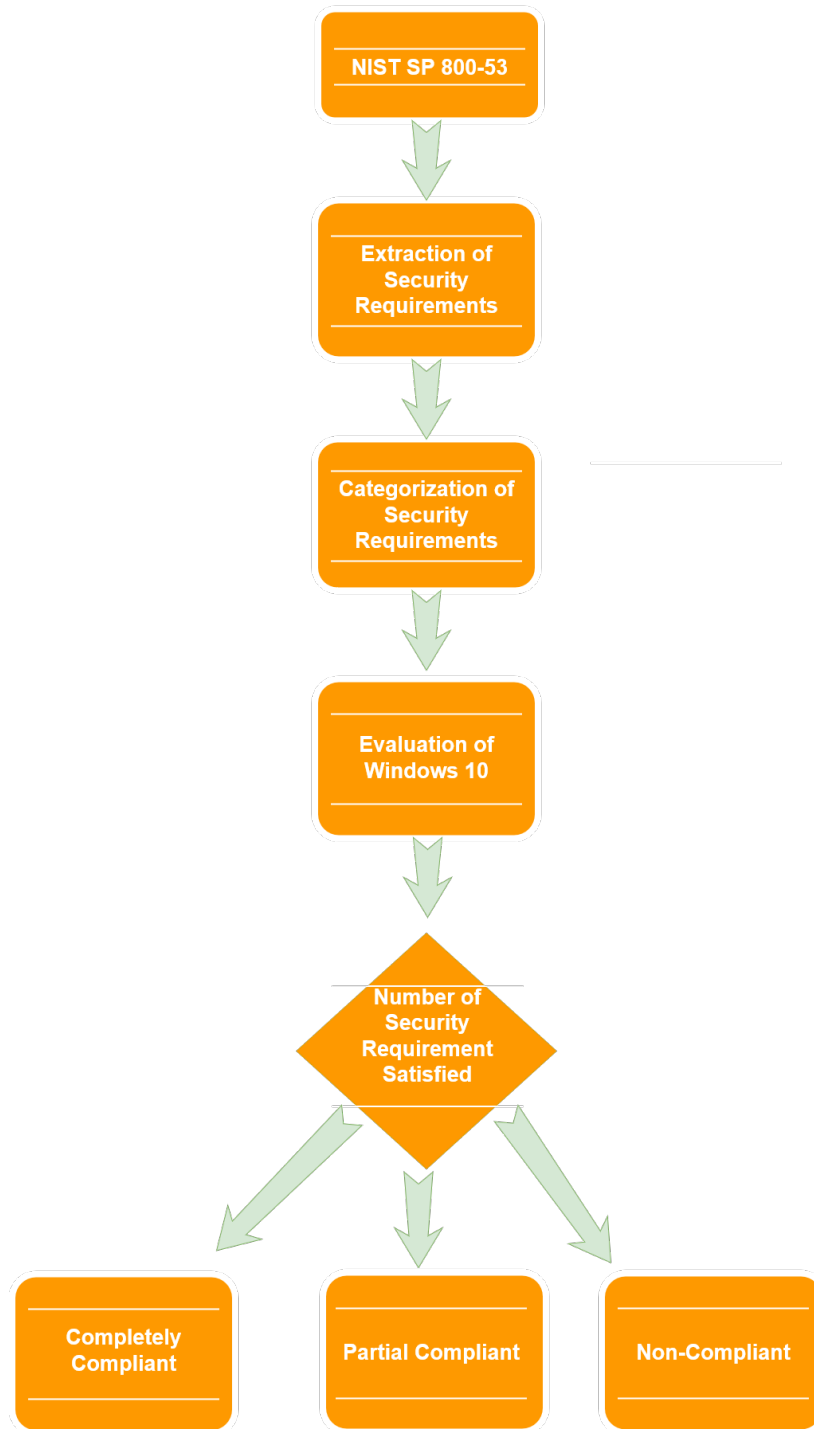 NIST SP 800-53
Extraction of
Security
Requirements
Categorization of
Security
Requirements
Evaluation of
Windows 10
Number of
Security
Requirement
Satisfied
Completely
Compliant
Partial Compliant
Non-Compliant